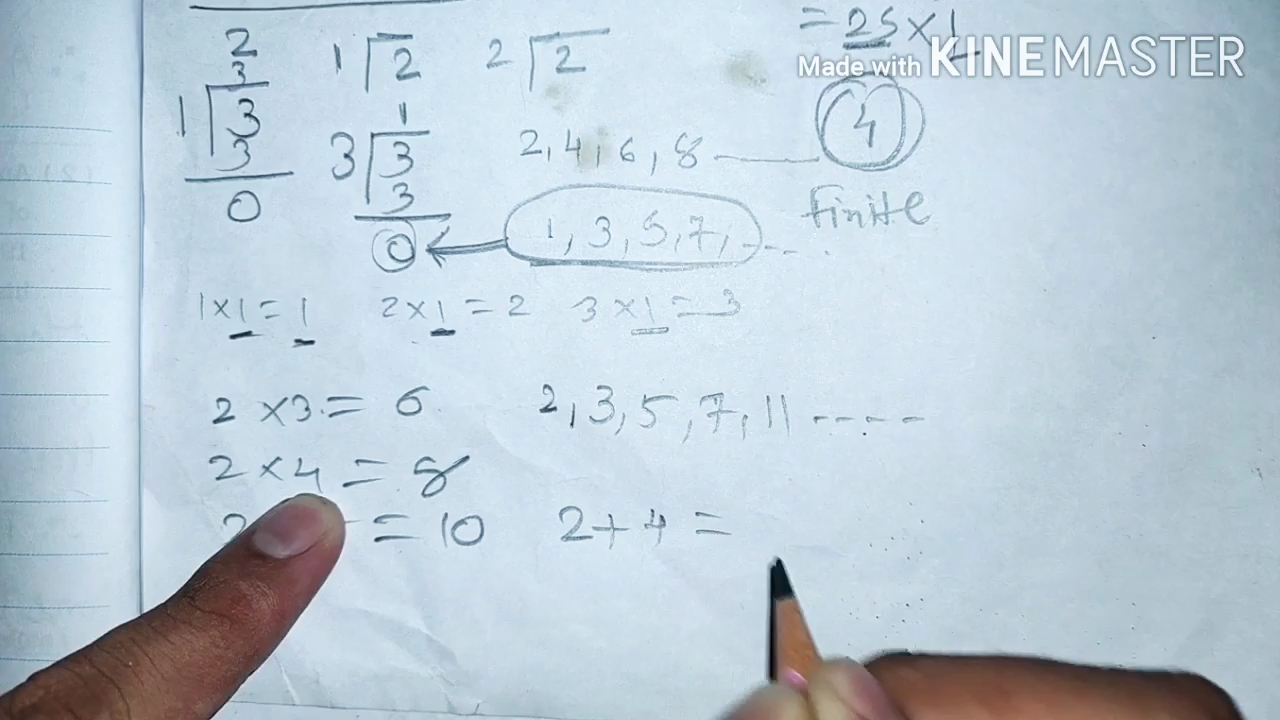 = 25 × 1
Made with KINEMASTER
2
3
1 3
3
0
1 2
2 2
1
3 3
3
0
2, 4, 6, 8
4
finite
1, 3, 5, 7, ----
1×1 = 1 2×1 = 2 3×1 = 3
2 ×3 = 6 2, 3, 5, 7, 11 ------
2 × 4 = 8
= 10 2+4 =